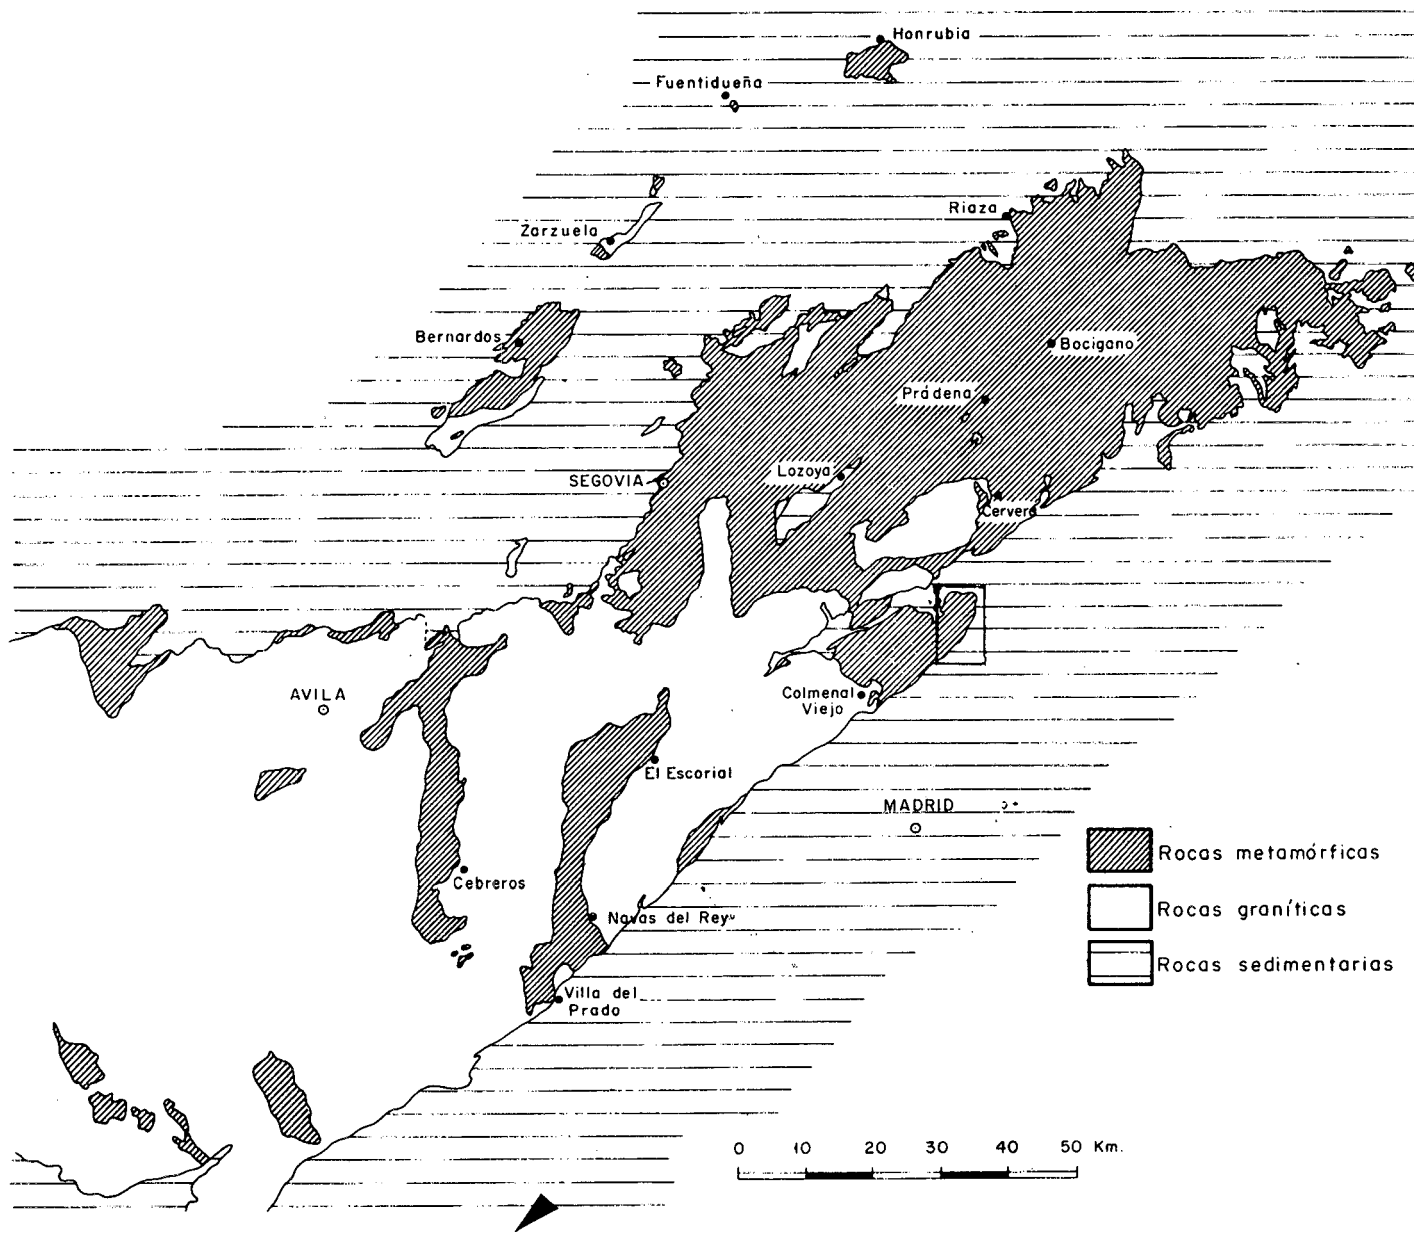 Honrubia
Fuentidueña
Riaza
Zarzuela
Bernardos
Bocigano
Prádena
Lozoya
SEGOVIA
Cervera
AVILA
Colmenal
Viejo
El Escorial
MADRID
Rocas metamórficas
Cebreros
Rocas graníticas
Navas del Rey
Rocas sedimentarias
Villa del
Prado
0 10 20 30 40 50 Km.